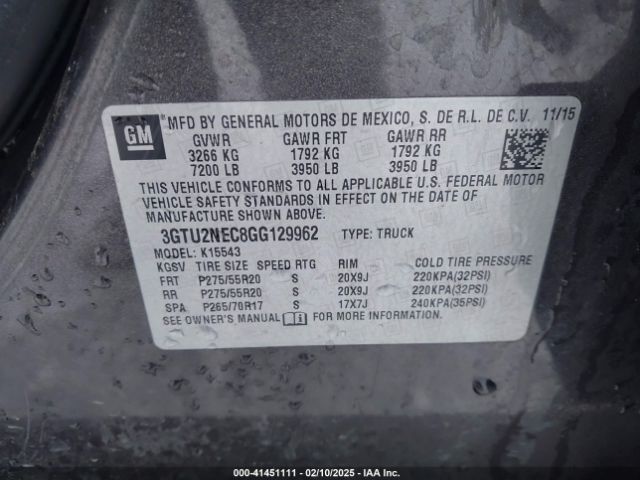 GM
MFD BY GENERAL MOTORS DE MEXICO, S. DE R.L. DE C.V. 11/15
GVWR GAWR FRT GAWR RR
3266 KG 1792 KG 1792 KG
7200 LB 3950 LB 3950 LB
THIS VEHICLE CONFORMS TO ALL APPLICABLE U.S. FEDERAL MOTOR
VEHICLE SAFETY STANDARDS IN EFFECT ON THE DATE OF
MANUFACTURE SHOWN ABOVE.
3GTU2NEC8GG129962 TYPE: TRUCK
MODEL: K15543
KGSV TIRE SIZE SPEED RTG RIM COLD TIRE PRESSURE
FRT P275/55R20 S 20X9J 220KPA(32PSI)
RR P275/55R20 S 20X9J 220KPA(32PSI)
SPA P265/70R17 S 17X7J 240KPA(35PSI)
SEE OWNER'S MANUAL FOR MORE INFORMATION.
000-41451111 - 02/10/2025 - IAA Inc.